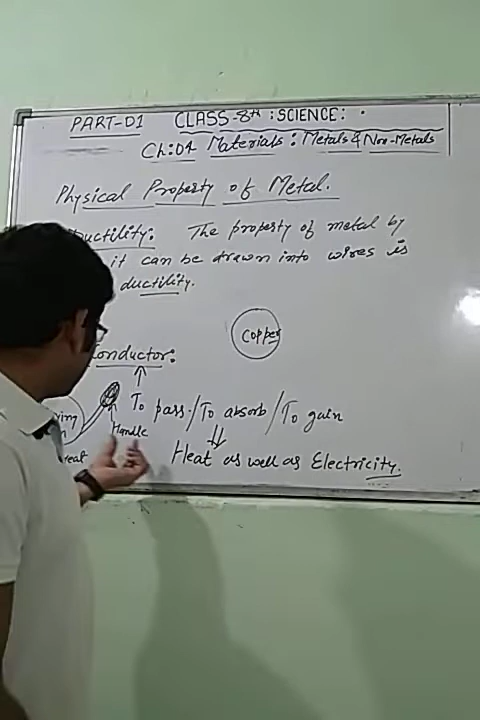 PART-01 CLASS-8th : SCIENCE:
Ch:04 Materials: Metals & Non-Metals
Physical Property of Metal.
uctility: The property of metal by
it can be drawn into wires is
ductility.
Copper
Conductor:
To pass/To absorb/To gain
Handle
Heat as well as Electricity.